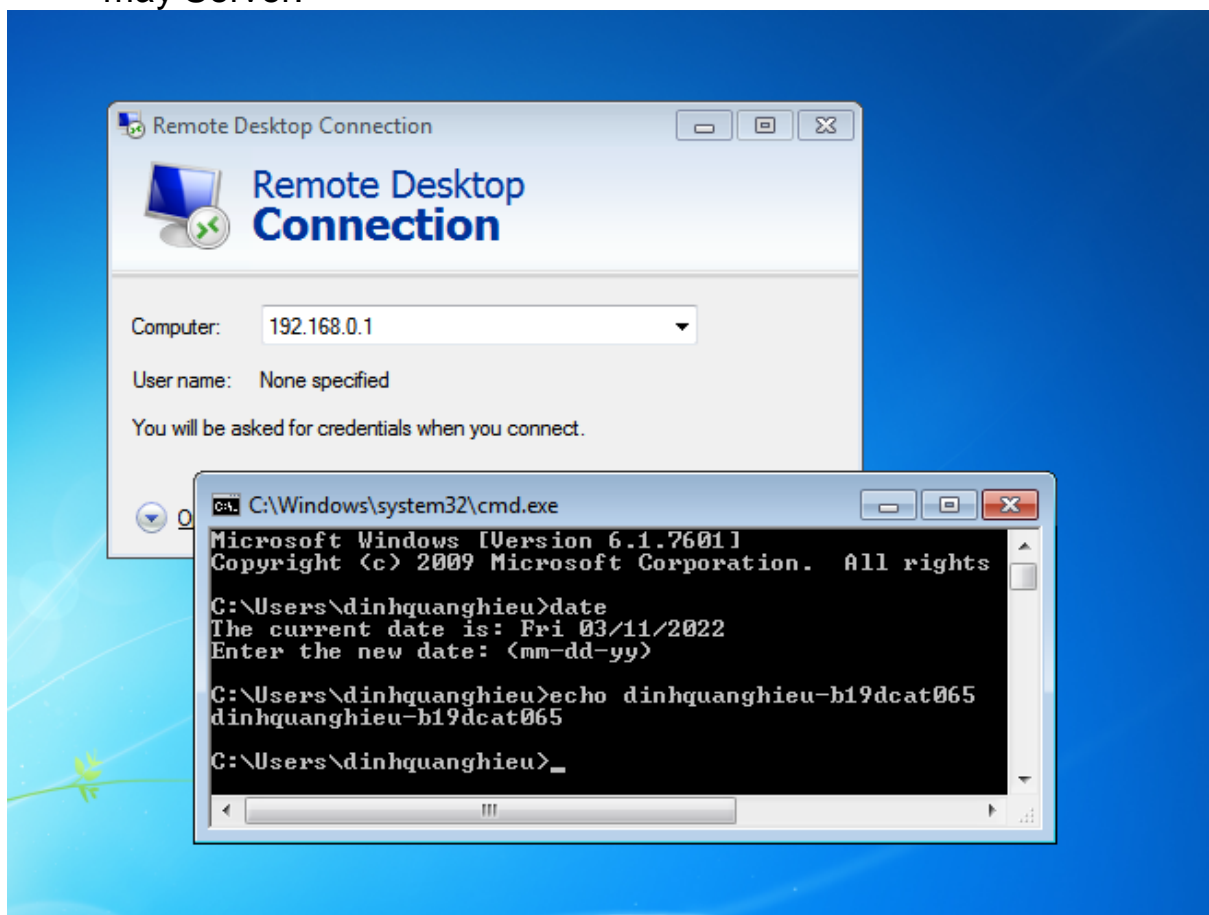 Remote Desktop Connection
Remote Desktop
Connection
Computer: 192.168.0.1
User name: None specified
You will be asked for credentials when you connect.
C:\Windows\system32\cmd.exe
Microsoft Windows [Version 6.1.7601]
Copyright (c) 2009 Microsoft Corporation. All rights
C:\Users\dinhquanghieu>date
The current date is: Fri 03/11/2022
Enter the new date: (mm-dd-yy)
C:\Users\dinhquanghieu>echo dinhquanghieu-b19dcat065
dinhquanghieu-b19dcat065
C:\Users\dinhquanghieu>_